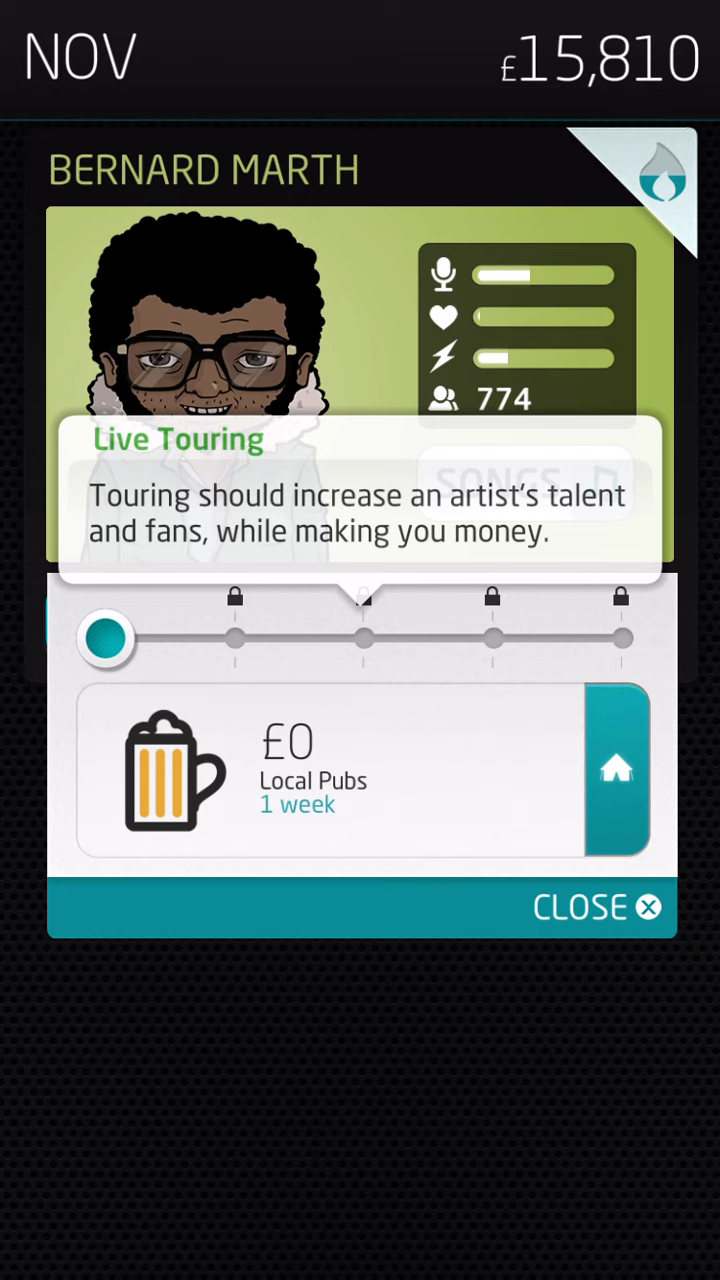 NOV
£15,810
BERNARD MARTH
774
Live Touring
SONGS
Touring should increase an artist's talent
and fans, while making you money.
£0
Local Pubs
1 week
CLOSE